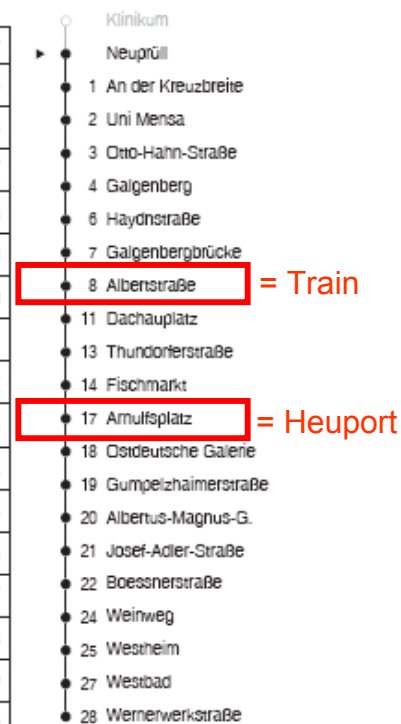 Klinikum
Neuprüll
1 An der Kreuzbreite
2 Uni Mensa
3 Otto-Hahn-Straße
4 Galgenberg
6 Haydnstraße
7 Galgenbergbrücke
8 Albertstraße = Train
11 Dachauplatz
13 Thundorferstraße
14 Fischmarkt
17 Arnulfsplatz = Heuport
18 Ostdeutsche Galerie
19 Gumpelzhaimerstraße
20 Albertus-Magnus-G.
21 Josef-Adler-Straße
22 Boessnerstraße
24 Weinweg
25 Westheim
27 Westbad
28 Wernerwerkstraße